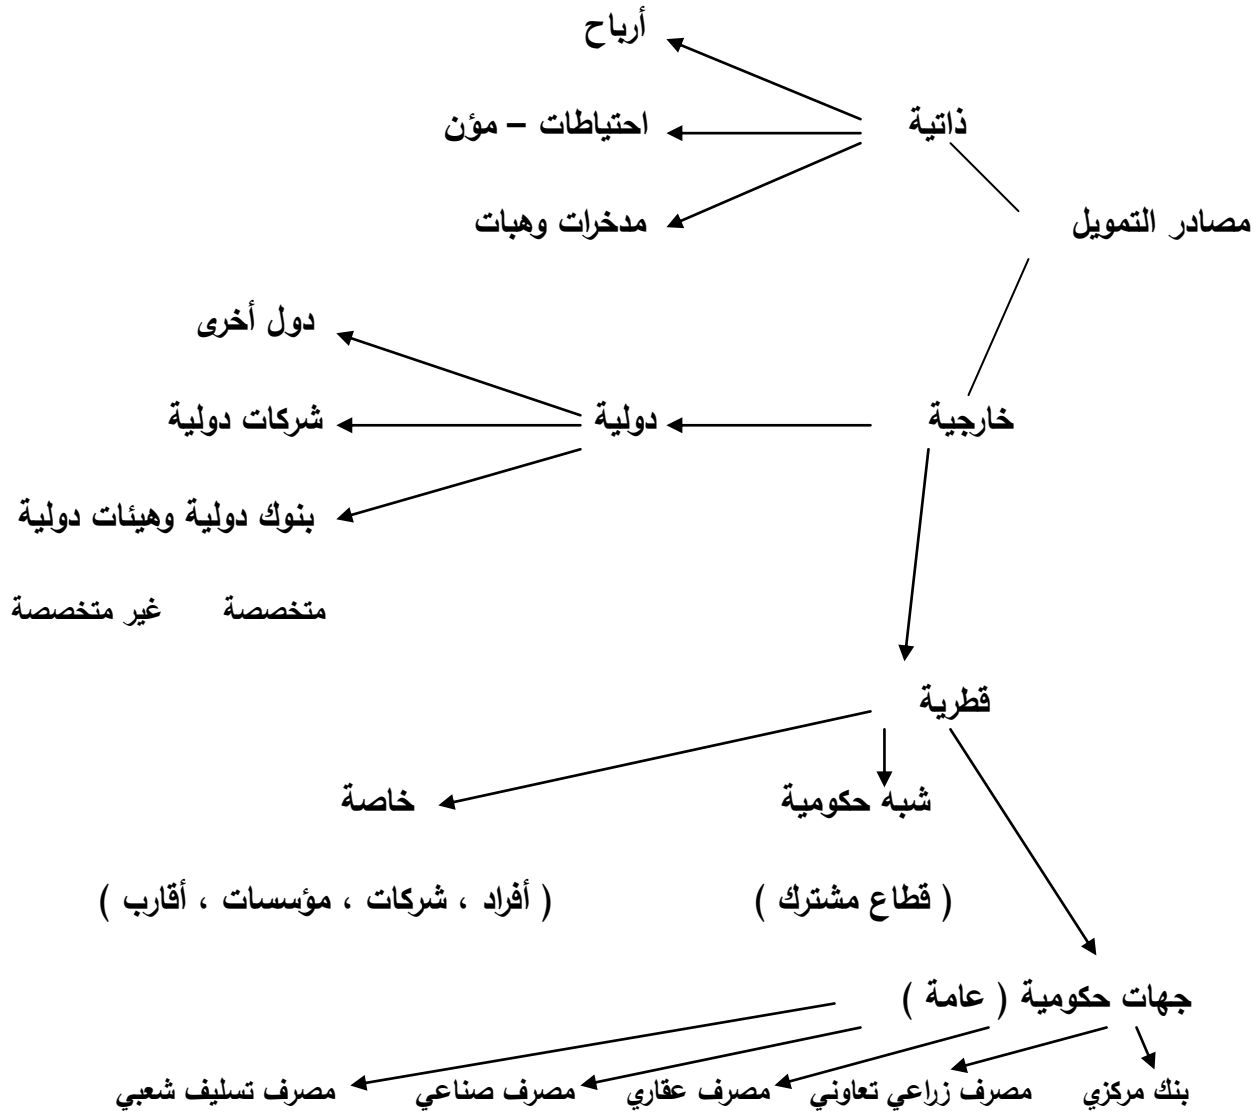 أرباح
ذاتية احتياطات – مؤن
مصادر التمويل مدخرات وهبات
دول أخرى
خارجية دولية شركات دولية
بنوك دولية وهيئات دولية
متخصصة غير متخصصة
قطرية
شبه حكومية خاصة
( قطاع مشترك ) ( أفراد ، شركات ، مؤسسات ، أقارب )
جهات حكومية ( عامة )
بنك مركزي مصرف زراعي تعاوني مصرف عقاري مصرف صناعي مصرف تسليف شعبي